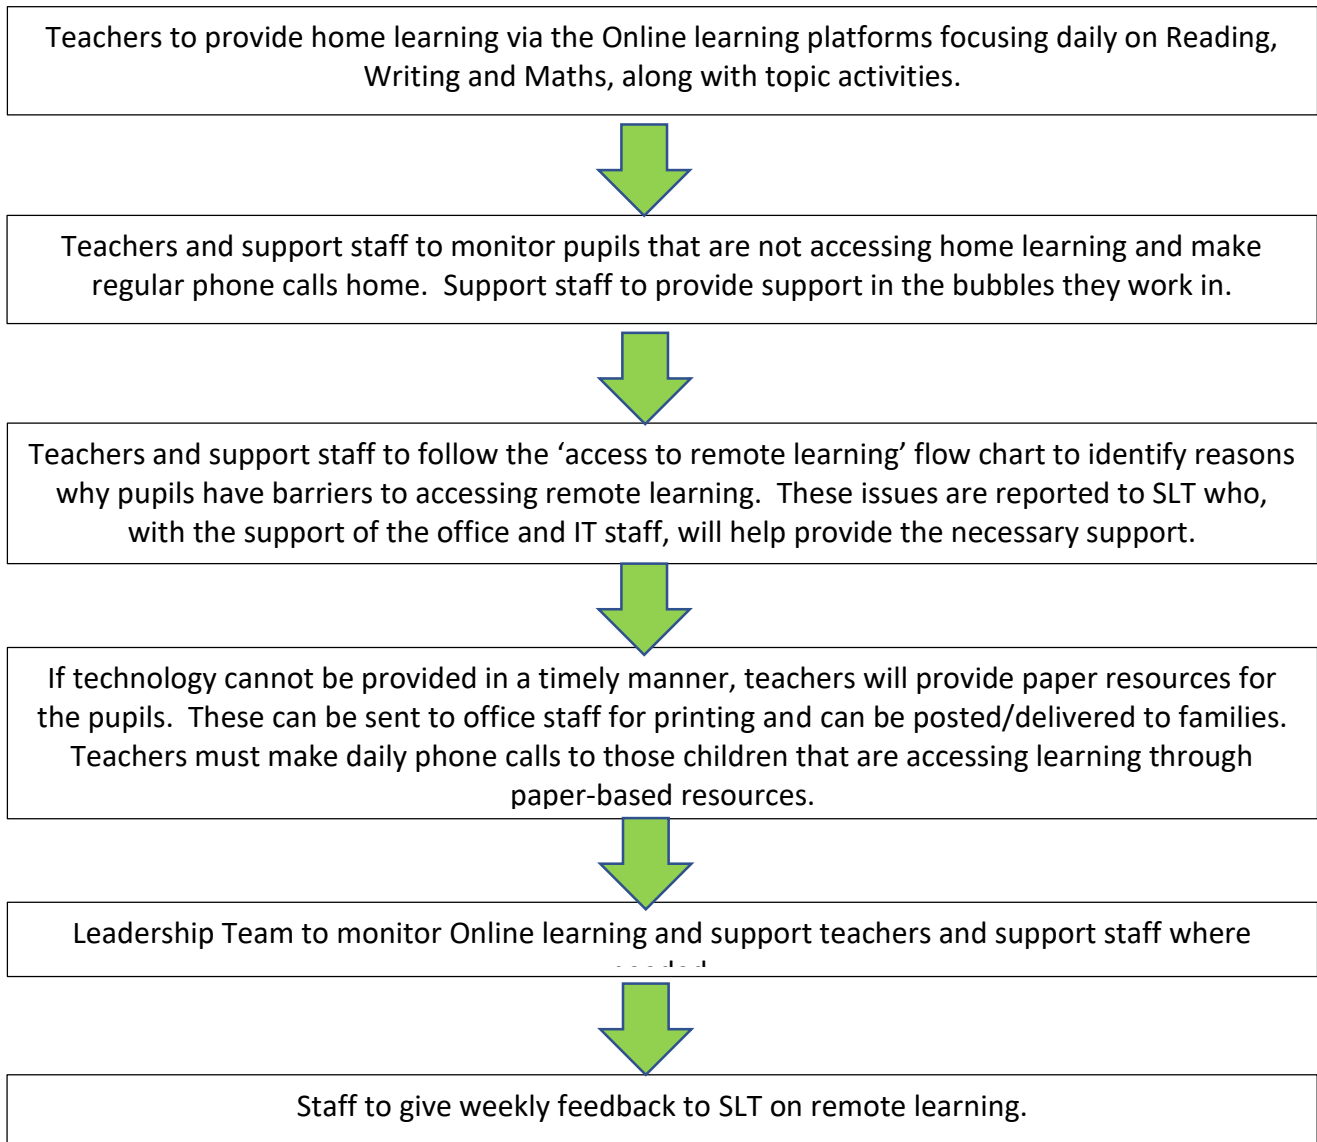 Teachers to provide home learning via the Online learning platforms focusing daily on Reading,
Writing and Maths, along with topic activities.
Teachers and support staff to monitor pupils that are not accessing home learning and make
regular phone calls home.  Support staff to provide support in the bubbles they work in.
Teachers and support staff to follow the ‘access to remote learning’ flow chart to identify reasons
why pupils have barriers to accessing remote learning.  These issues are reported to SLT who,
with the support of the office and IT staff, will help provide the necessary support.
If technology cannot be provided in a timely manner, teachers will provide paper resources for
the pupils.  These can be sent to office staff for printing and can be posted/delivered to families.
Teachers must make daily phone calls to those children that are accessing learning through
paper-based resources.
Leadership Team to monitor Online learning and support teachers and support staff where
Staff to give weekly feedback to SLT on remote learning.